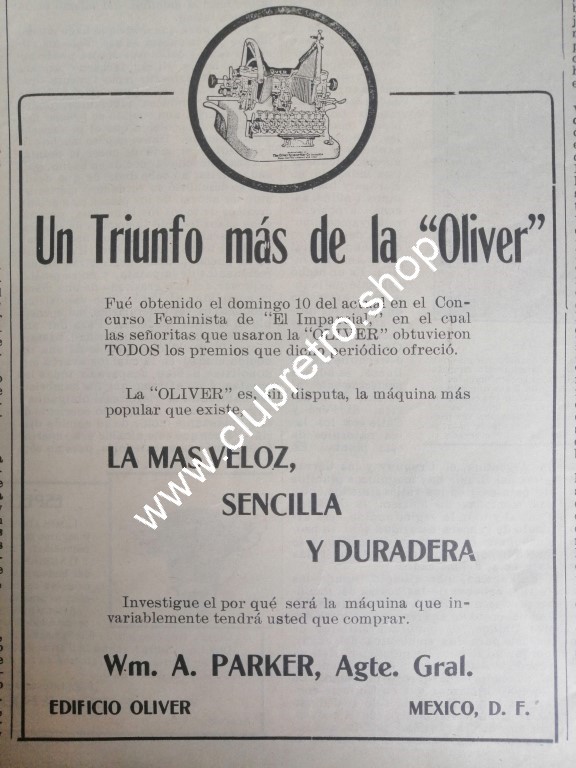 Un Triunfo más de la "Oliver"
Fué obtenido el domingo 10 del actual en el Con-
curso Feminista de "El Imparcial" en el cual
las señoritas que usaron la "OLIVER" obtuvieron
TODOS los premios que dicho periódico ofreció.
La "OLIVER" es, sin disputa, la máquina más
popular que existe,
LA MAS VELOZ,
SENCILLA
Y DURADERA
Investigue el por qué será la máquina que in-
variablemente tendrá usted que comprar.
Wm. A. PARKER, Agte. Gral.
EDIFICIO OLIVER
MEXICO, D. F.
www.clubretro.shop